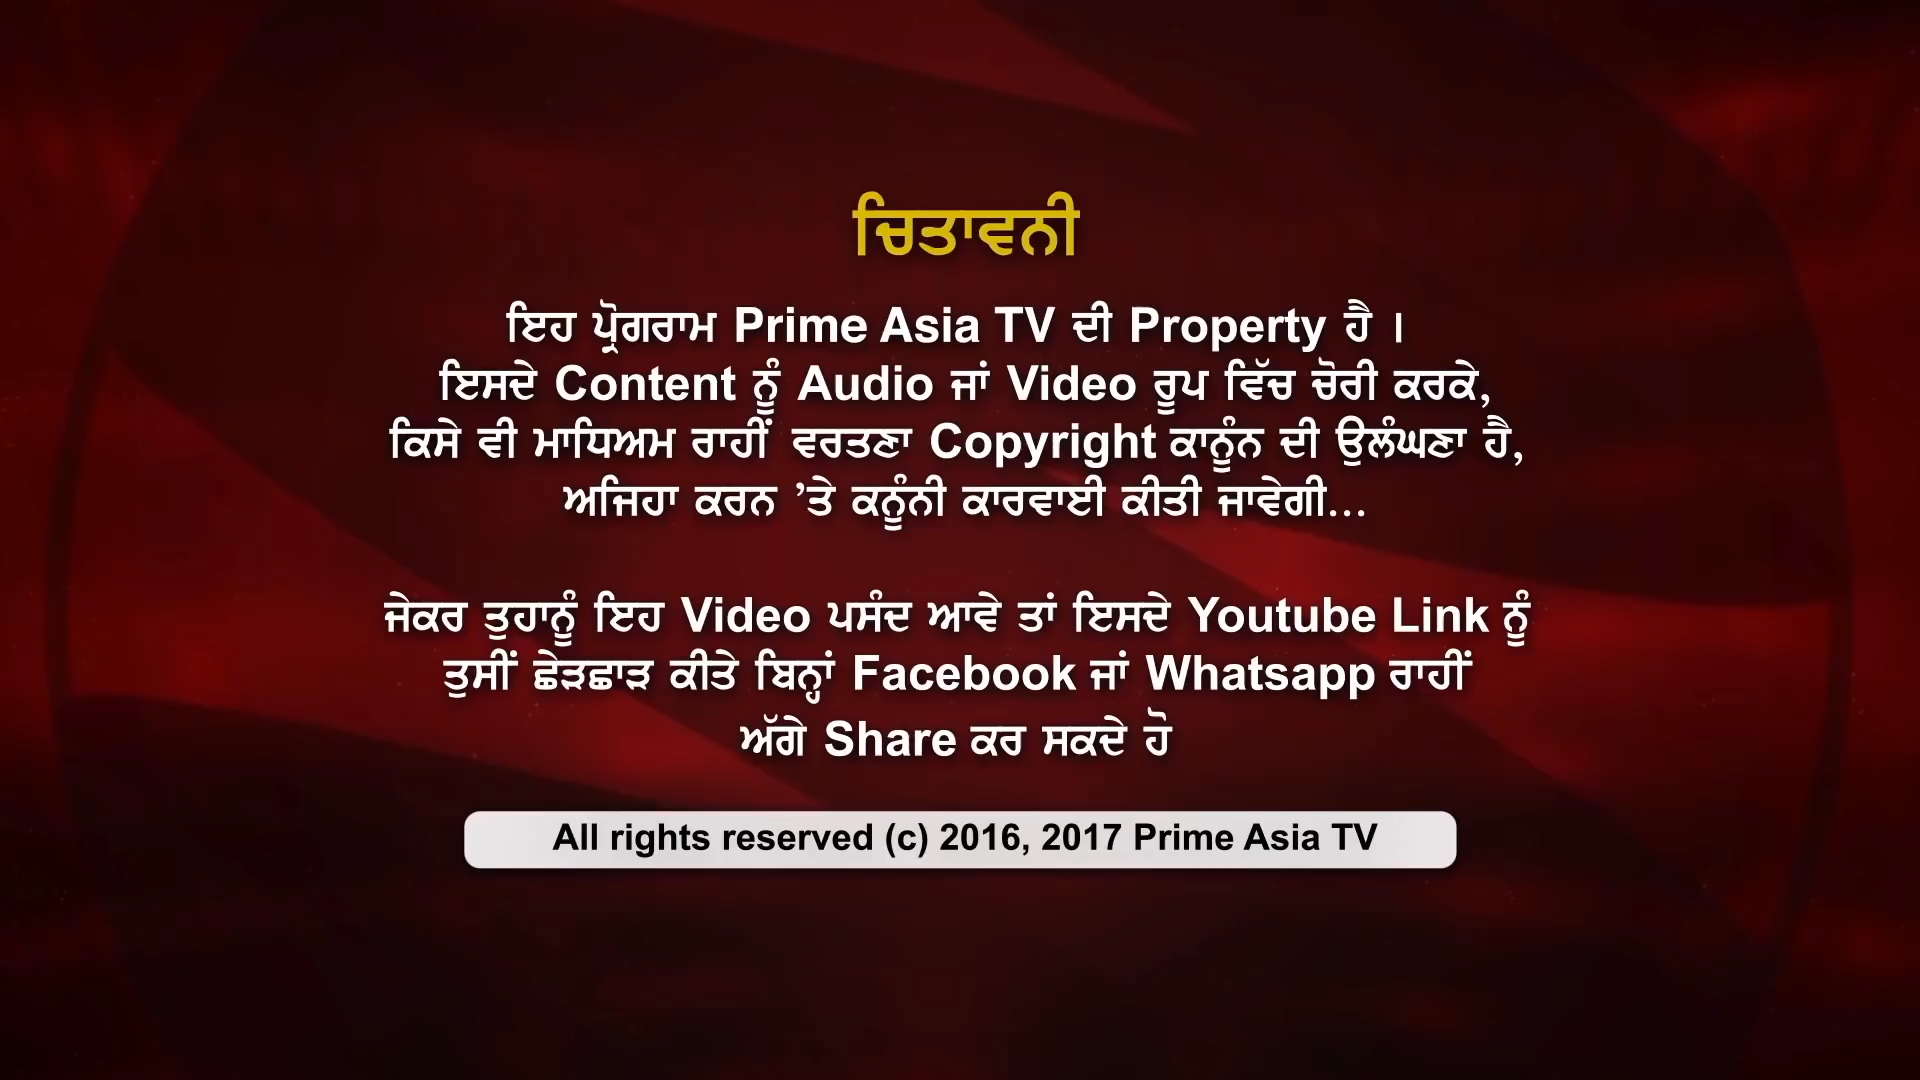 ਚਿਤਾਵਨੀ
ਇਹ ਪ੍ਰੋਗਰਾਮ Prime Asia TV ਦੀ Property ਹੈ ।
ਇਸਦੇ Content ਨੂੰ Audio ਜਾਂ Video ਰੂਪ ਵਿੱਚ ਚੋਰੀ ਕਰਕੇ,
ਕਿਸੇ ਵੀ ਮਾਧਿਅਮ ਰਾਹੀਂ ਵਰਤਣਾ Copyright ਕਾਨੂੰਨ ਦੀ ਉਲੰਘਣਾ ਹੈ,
ਅਜਿਹਾ ਕਰਨ ’ਤੇ ਕਨੂੰਨੀ ਕਾਰਵਾਈ ਕੀਤੀ ਜਾਵੇਗੀ...
ਜੇਕਰ ਤੁਹਾਨੂੰ ਇਹ Video ਪਸੰਦ ਆਵੇ ਤਾਂ ਇਸਦੇ Youtube Link ਨੂੰ
ਤੁਸੀਂ ਛੇੜਛਾੜ ਕੀਤੇ ਬਿਨ੍ਹਾਂ Facebook ਜਾਂ Whatsapp ਰਾਹੀਂ
ਅੱਗੇ Share ਕਰ ਸਕਦੇ ਹੋ
All rights reserved (c) 2016, 2017 Prime Asia TV